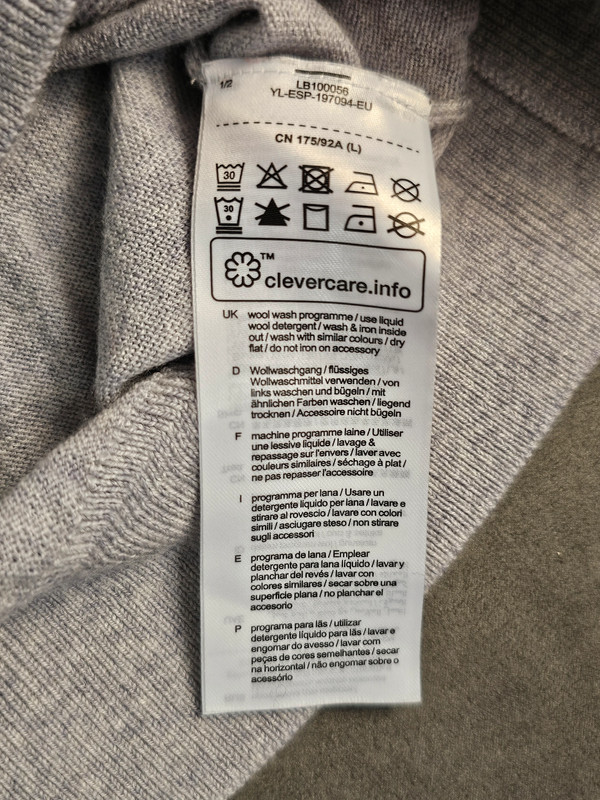 1/2
LB100056
YL-ESP-197094-EU
CN 175/92A (L)
30
30
TM
clevercare.info
UK wool wash programme / use liquid
wool detergent / wash & iron inside
out / wash with similar colours / dry
flat / do not iron on accessory
D Wollwaschgang / flüssiges
Wollwaschmittel verwenden / von
links waschen und bügeln / mit
ähnlichen Farben waschen / liegend
trocknen / Accessoire nicht bügeln
F machine programme laine / Utiliser
une lessive liquide / lavage &
repassage sur l'envers / laver avec
couleurs similaires / séchage à plat /
ne pas repasser l'accessoire
I programma per lana / Usare un
detergente liquido per lana / lavare e
stirare al rovescio / lavare con colori
simili / asciugare steso / non stirare
sugli accessori
E programa de lana / Emplear
detergente para lana líquido / lavar y
planchar del revés / lavar con
colores similares / secar sobre una
superficie plana / no planchar el
accesorio
P programa para lãs / utilizar
detergente líquido para lãs / lavar e
engomar do avesso / lavar com
peças de cores semelhantes / secar
na horizontal / não engomar sobre o
acessório